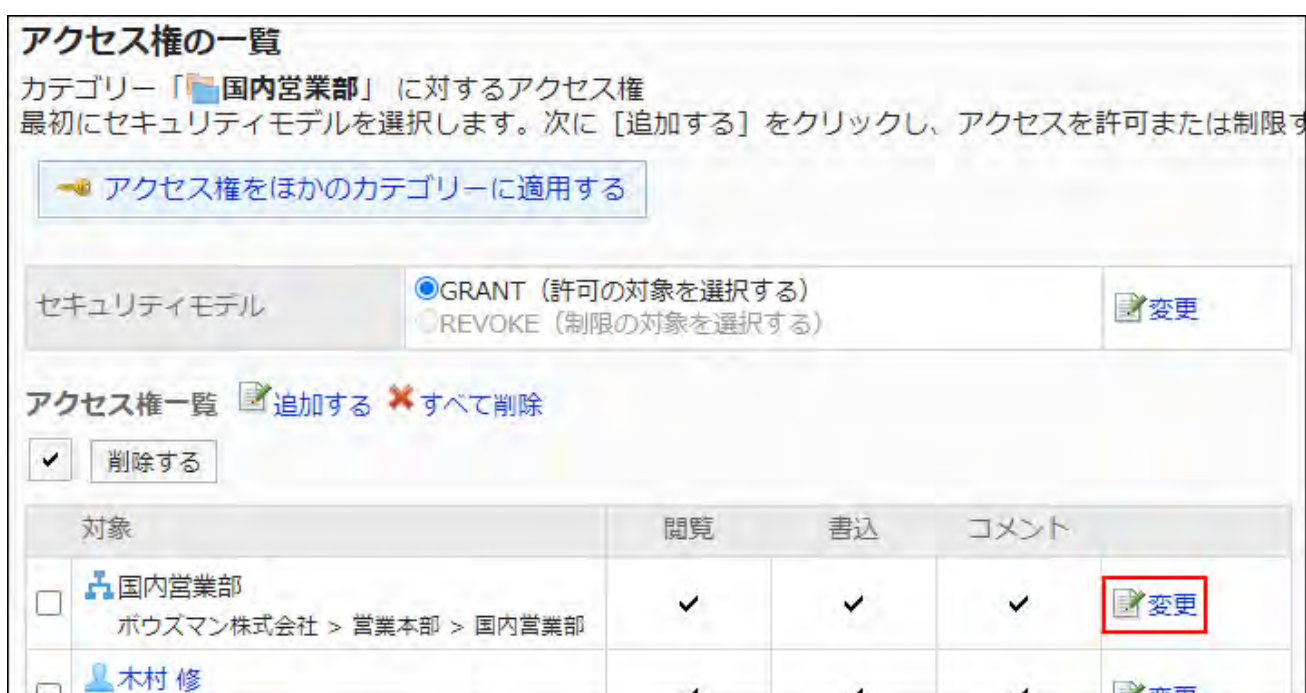 アクセス権の一覧
カテゴリー「国内営業部」 に対するアクセス権
最初にセキュリティモデルを選択します。次に [追加する] をクリックし、アクセスを許可または制限す
アクセス権をほかのカテゴリーに適用する
セキュリティモデル
GRANT（許可の対象を選択する）
REVOKE（制限の対象を選択する）
変更
アクセス権一覧 追加する すべて削除
削除する
対象 閲覧 書込 コメント
国内営業部
ボウズマン株式会社 > 営業本部 > 国内営業部
変更
木村 修
変更